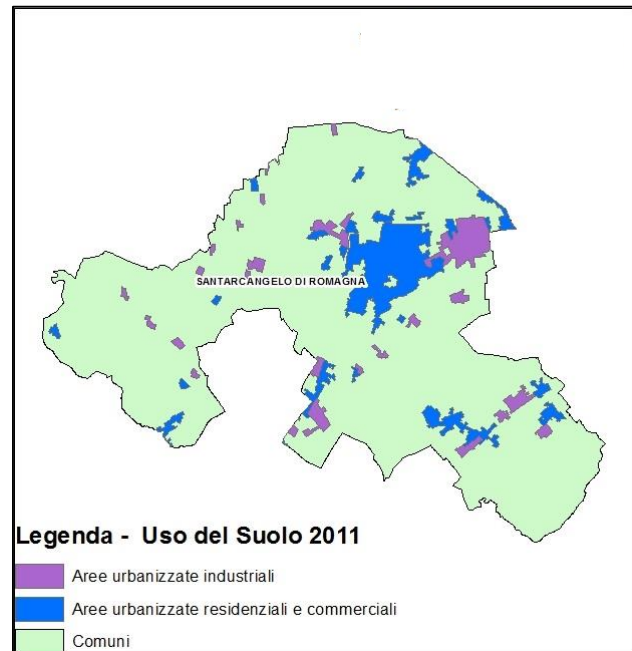 SANTARCANGELO DI ROMAGNA
Legenda - Uso del Suolo 2011
Aree urbanizzate industriali
Aree urbanizzate residenziali e commerciali
Comuni